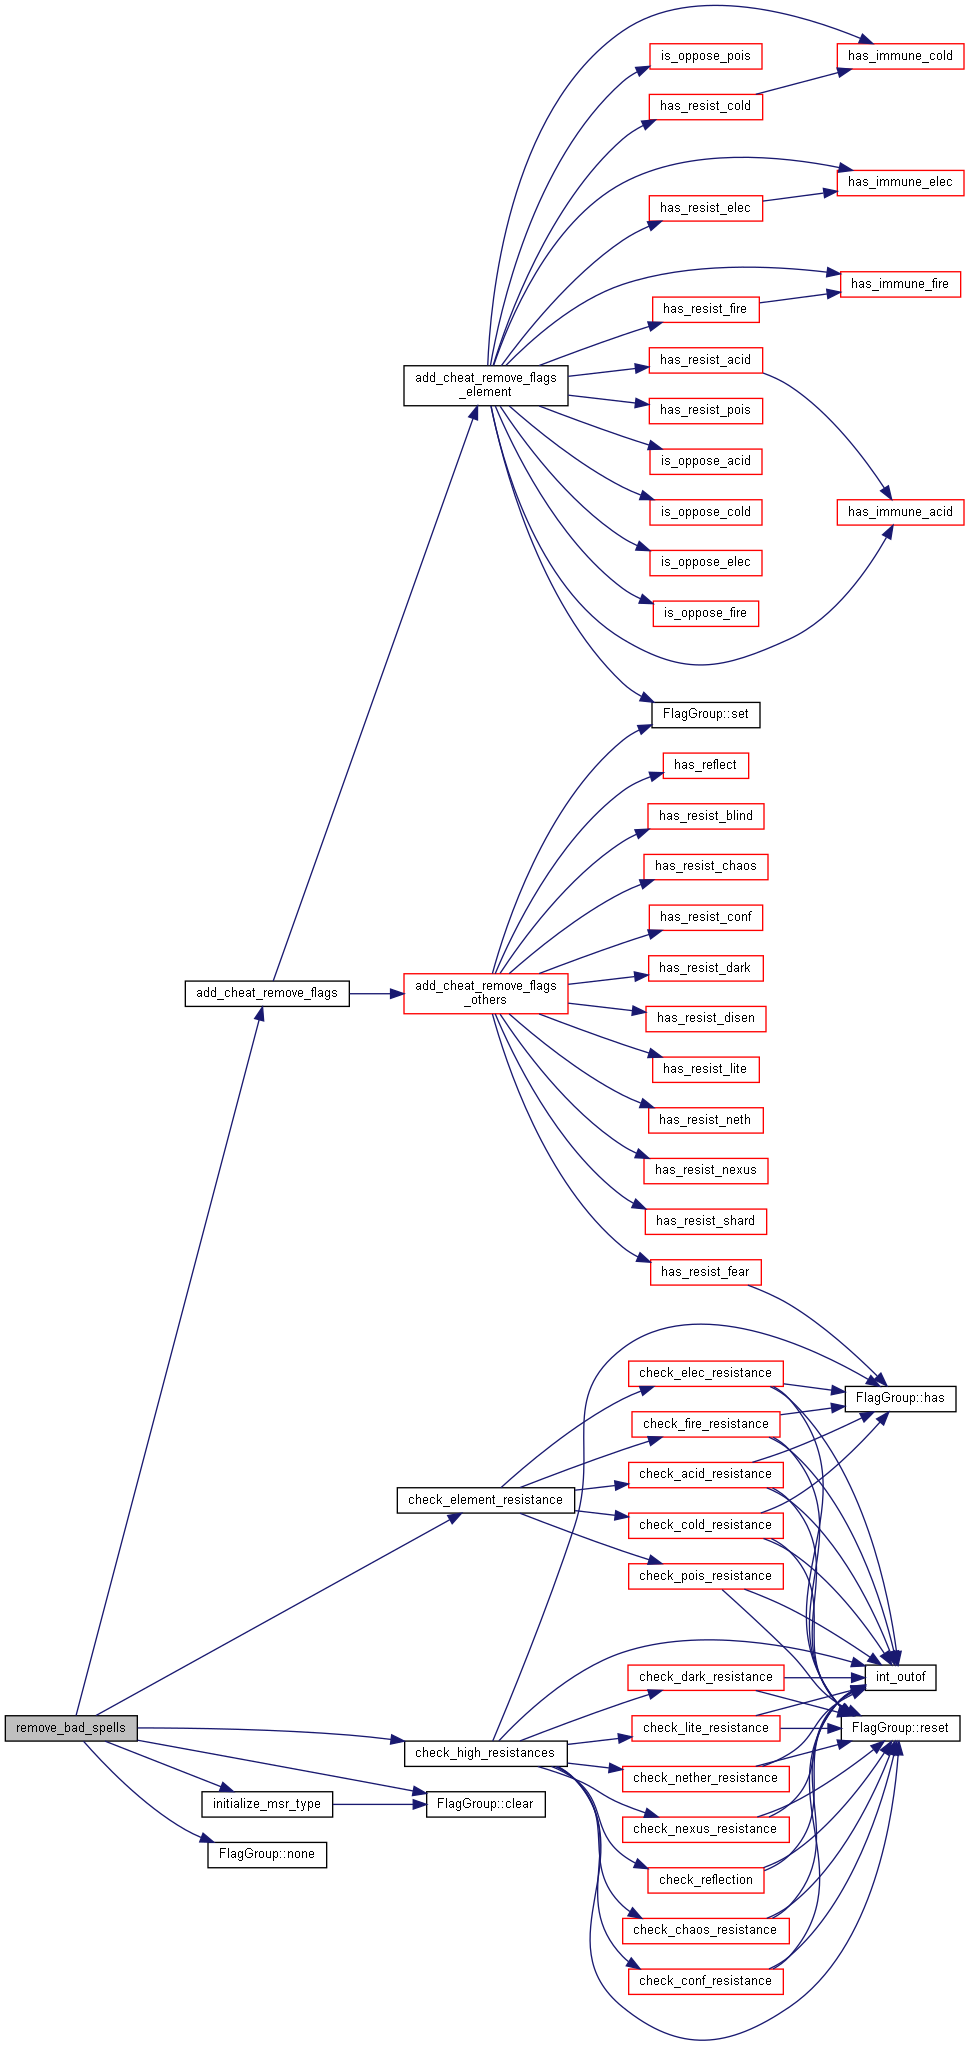 is_oppose_pois
has_immune_cold
has_resist_cold
has_immune_elec
has_resist_elec
has_immune_fire
has_resist_fire
has_resist_acid
add_cheat_remove_flags
_element
has_resist_pois
is_oppose_acid
is_oppose_cold
has_immune_acid
is_oppose_elec
is_oppose_fire
FlagGroup::set
has_reflect
has_resist_blind
has_resist_chaos
has_resist_conf
has_resist_dark
add_cheat_remove_flags
add_cheat_remove_flags
_others
has_resist_disen
has_resist_lite
has_resist_neth
has_resist_nexus
has_resist_shard
has_resist_fear
check_elec_resistance
FlagGroup::has
check_fire_resistance
check_acid_resistance
check_element_resistance
check_cold_resistance
check_pois_resistance
check_dark_resistance
int_outof
remove_bad_spells
check_lite_resistance
FlagGroup::reset
check_high_resistances
check_nether_resistance
initialize_msr_type
FlagGroup::clear
check_nexus_resistance
FlagGroup::none
check_reflection
check_chaos_resistance
check_conf_resistance